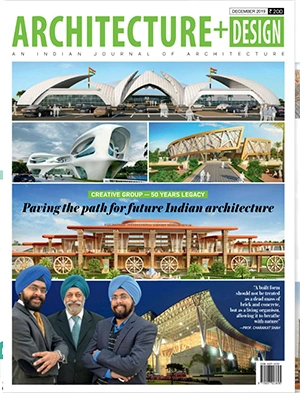 DECEMBER 2019 ₹200
ARCHITECTURE+DESIGN
AN INDIAN JOURNAL OF ARCHITECTURE
CREATIVE GROUP — 50 YEARS LEGACY
Paving the path for future Indian architecture
"A built form
should not be treated
as a dead mass of
brick and concrete,
but as a living organism,
allowing it to breathe
with nature"
—PROF. CHARANJIT SHAH